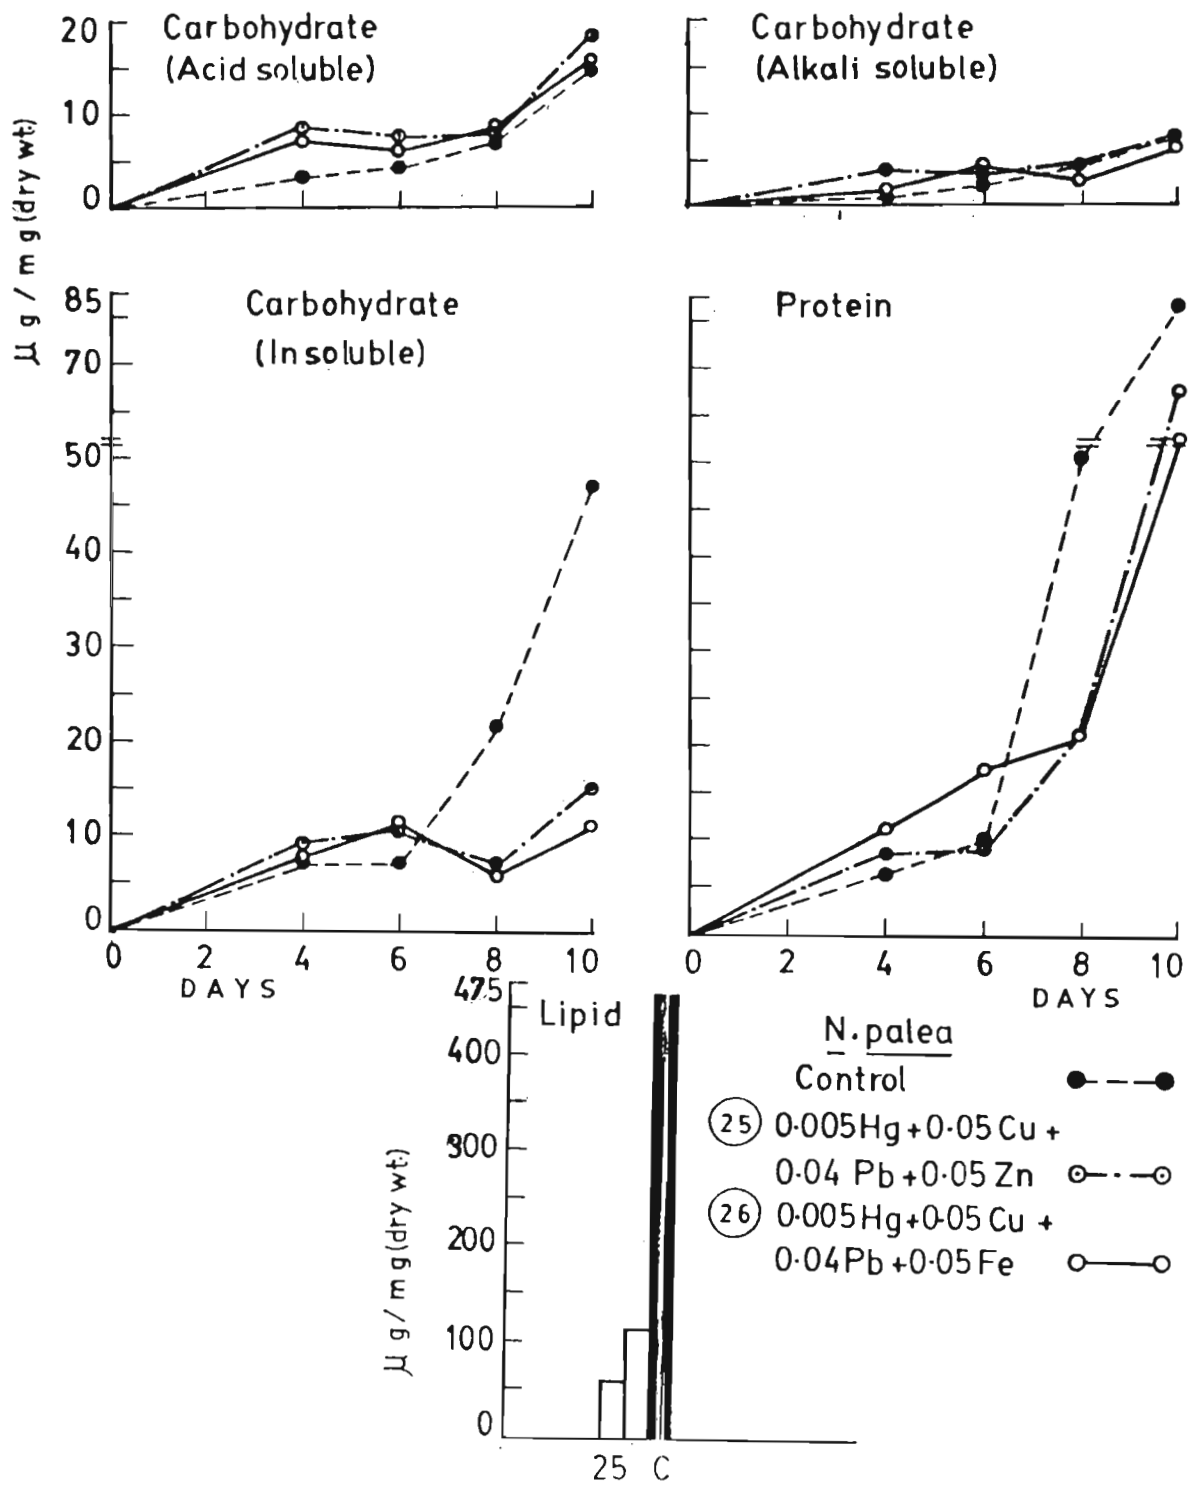 Carbohydrate
(Acid soluble)
20
10
0
Carbohydrate
(Alkali soluble)
μg/mg(dry wt.)
Carbohydrate
(Insoluble)
85
70
50
40
30
20
10
0
0 2 4 6 8 10
DAYS
Protein
0 2 4 6 8 10
DAYS
Lipid
475
400
300
200
100
0
μg/mg(dry wt.)
25 C
N. palea
Control
25 0.005Hg+0.05Cu+
0.04 Pb+0.05Zn
26 0.005Hg+0.05Cu+
0.04Pb+0.05Fe